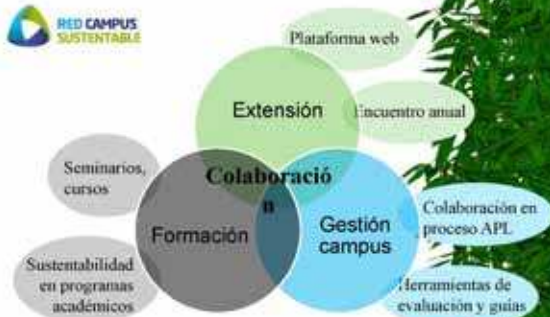 RED CAMPUS
SUSTENTABLE
Plataforma web
Extensión
Encuentro anual
Seminarios,
cursos
Colaboració
n
Formación
Gestión
campus
Colaboración en
proceso APL
Sustentabilidad
en programas
académicos
Herramientas de
evaluación y guías